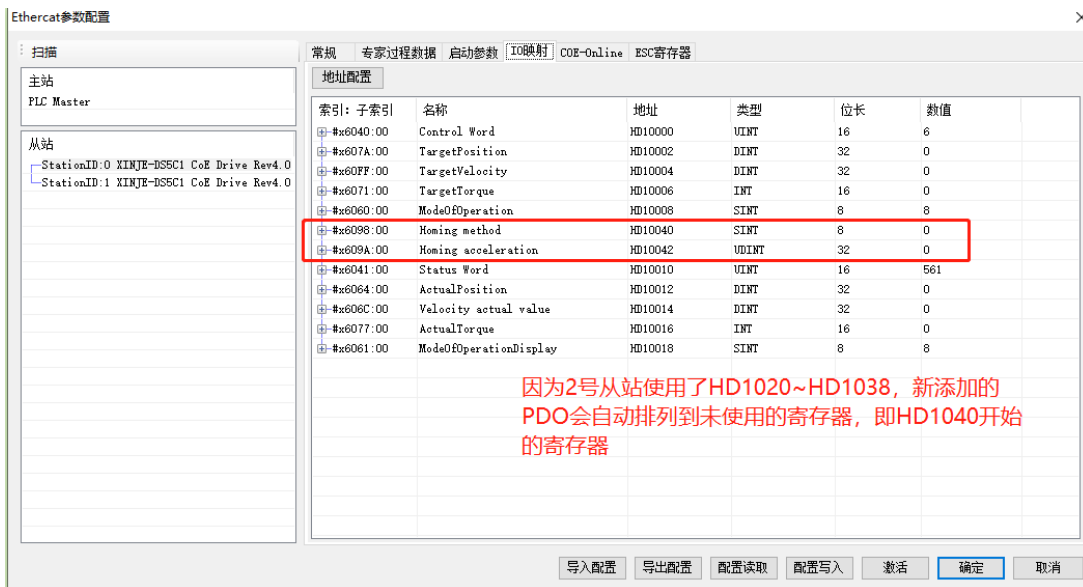 Ethercat参数配置
扫描
主站
PLC Master
从站
StationID:0 XINJE-DS5C1 CoE Drive Rev4.0
StationID:1 XINJE-DS5C1 CoE Drive Rev4.0
常规 专家过程数据 启动参数 IO映射 COE-Online ESC寄存器
地址配置
索引: 子索引 名称 地址 类型 位长 数值
#x6040:00 Control Word HD10000 UINT 16 6
#x607A:00 TargetPosition HD10002 DINT 32 0
#x60FF:00 TargetVelocity HD10004 DINT 32 0
#x6071:00 TargetTorque HD10006 INT 16 0
#x6060:00 ModeOfOperation HD10008 SINT 8 8
#x6098:00 Homing method HD10040 SINT 8 0
#x609A:00 Homing acceleration HD10042 UDINT 32 0
#x6041:00 Status Word HD10010 UINT 16 561
#x6064:00 ActualPosition HD10012 DINT 32 0
#x606C:00 Velocity actual value HD10014 DINT 32 0
#x6077:00 ActualTorque HD10016 INT 16 0
#x6061:00 ModeOfOperationDisplay HD10018 SINT 8 8
因为2号从站使用了HD1020~HD1038，新添加的
PDO会自动排列到未使用的寄存器，即HD1040开始
的寄存器
导入配置 导出配置 配置读取 配置写入 激活 确定 取消